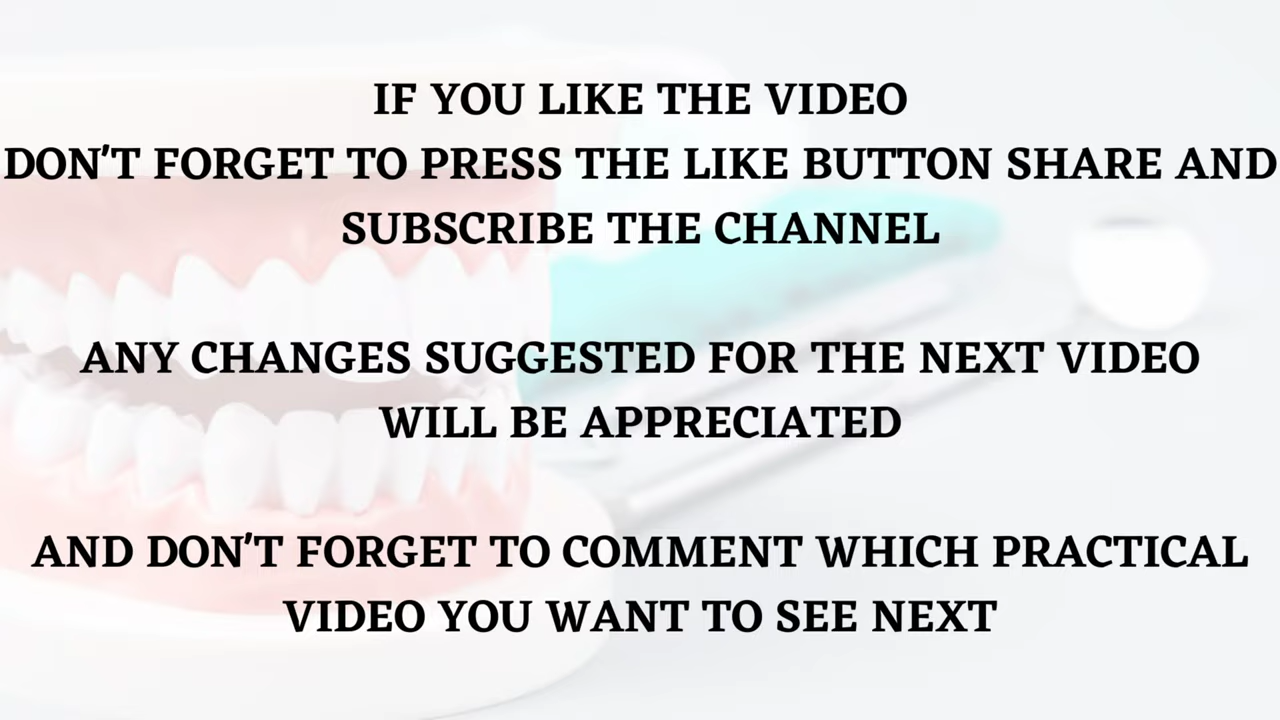 IF YOU LIKE THE VIDEO
DON'T FORGET TO PRESS THE LIKE BUTTON SHARE AND
SUBSCRIBE THE CHANNEL
ANY CHANGES SUGGESTED FOR THE NEXT VIDEO
WILL BE APPRECIATED
AND DON'T FORGET TO COMMENT WHICH PRACTICAL
VIDEO YOU WANT TO SEE NEXT